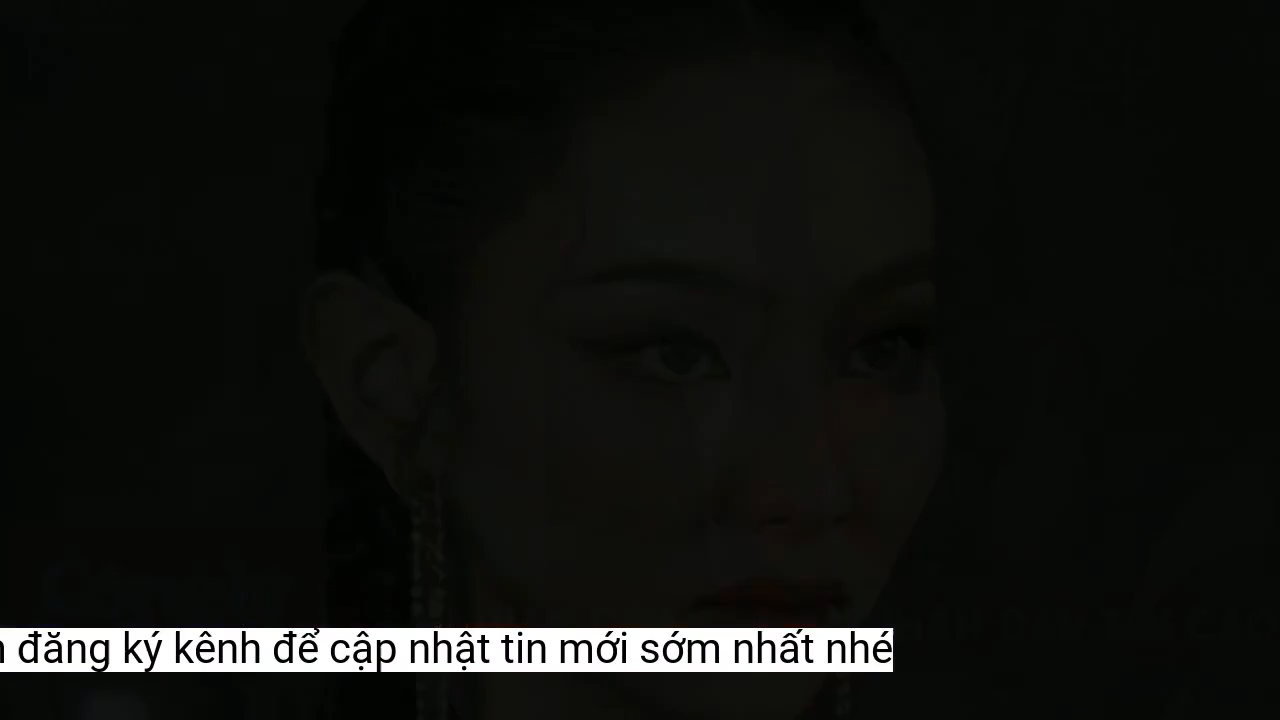 đăng ký kênh để cập nhật tin mới sớm nhất nhé